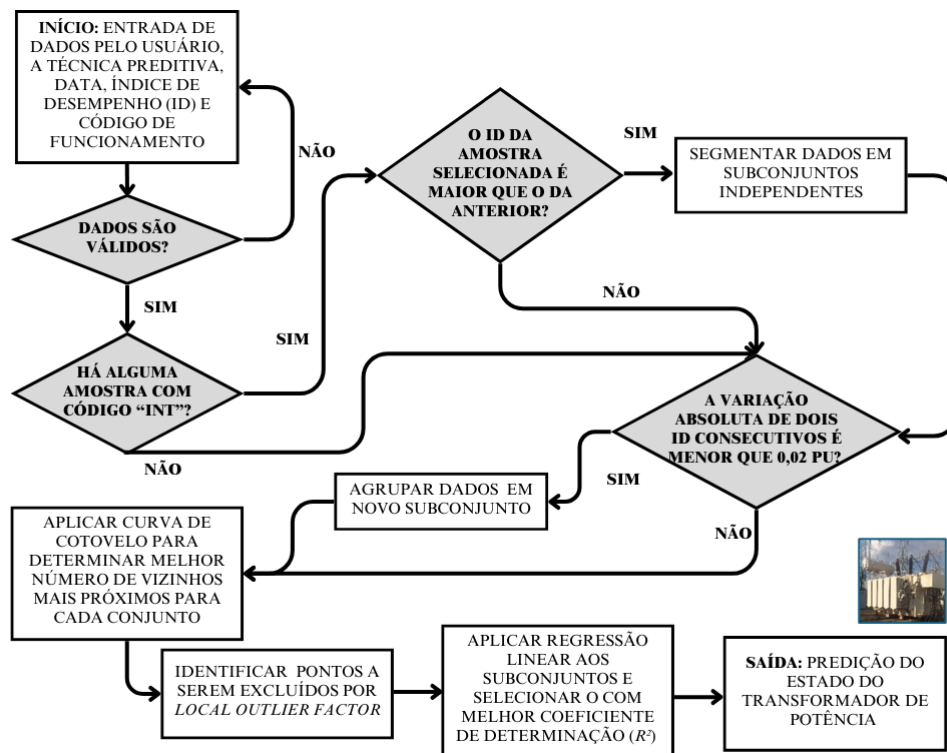 INÍCIO: ENTRADA DE
DADOS PELO USUÁRIO,
A TÉCNICA PREDITIVA,
DATA, ÍNDICE DE
DESEMPENHO (ID) E
CÓDIGO DE
FUNCIONAMENTO
NÃO
DADOS SÃO
VÁLIDOS?
SIM
HÁ ALGUMA
AMOSTRA COM
CÓDIGO “INT”?
SIM
NÃO
O ID DA
AMOSTRA
SELECIONADA É
MAIOR QUE O DA
ANTERIOR?
SIM
SEGMENTAR DADOS EM
SUBCONJUNTOS
INDEPENDENTES
NÃO
A VARIAÇÃO
ABSOLUTA DE DOIS
ID CONSECUTIVOS É
MENOR QUE 0,02 PU?
SIM
AGRUPAR DADOS EM
NOVO SUBCONJUNTO
NÃO
APLICAR CURVA DE
COTOVELO PARA
DETERMINAR MELHOR
NÚMERO DE VIZINHOS
MAIS PRÓXIMOS PARA
CADA CONJUNTO
IDENTIFICAR PONTOS A
SEREM EXCLUÍDOS POR
LOCAL OUTLIER FACTOR
APLICAR REGRESSÃO
LINEAR AOS
SUBCONJUNTOS E
SELECIONAR O COM
MELHOR COEFICIENTE
DE DETERMINAÇÃO (R²)
SAÍDA: PREDIÇÃO DO
ESTADO DO
TRANSFORMADOR DE
POTÊNCIA